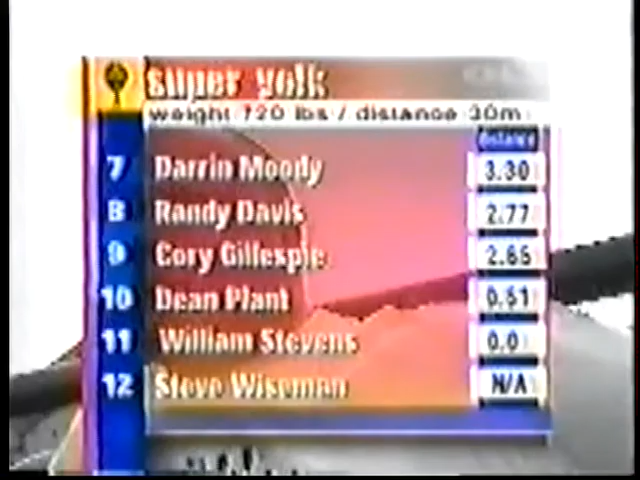 super yolk
weight 720 lbs / distance 30m
distance
7 Darrin Moody 3.30
8 Randy Davis 2.77
9 Cory Gillespie 2.65
10 Dean Plant 0.51
11 William Stevens 0.0
12 Steve Wiseman N/A